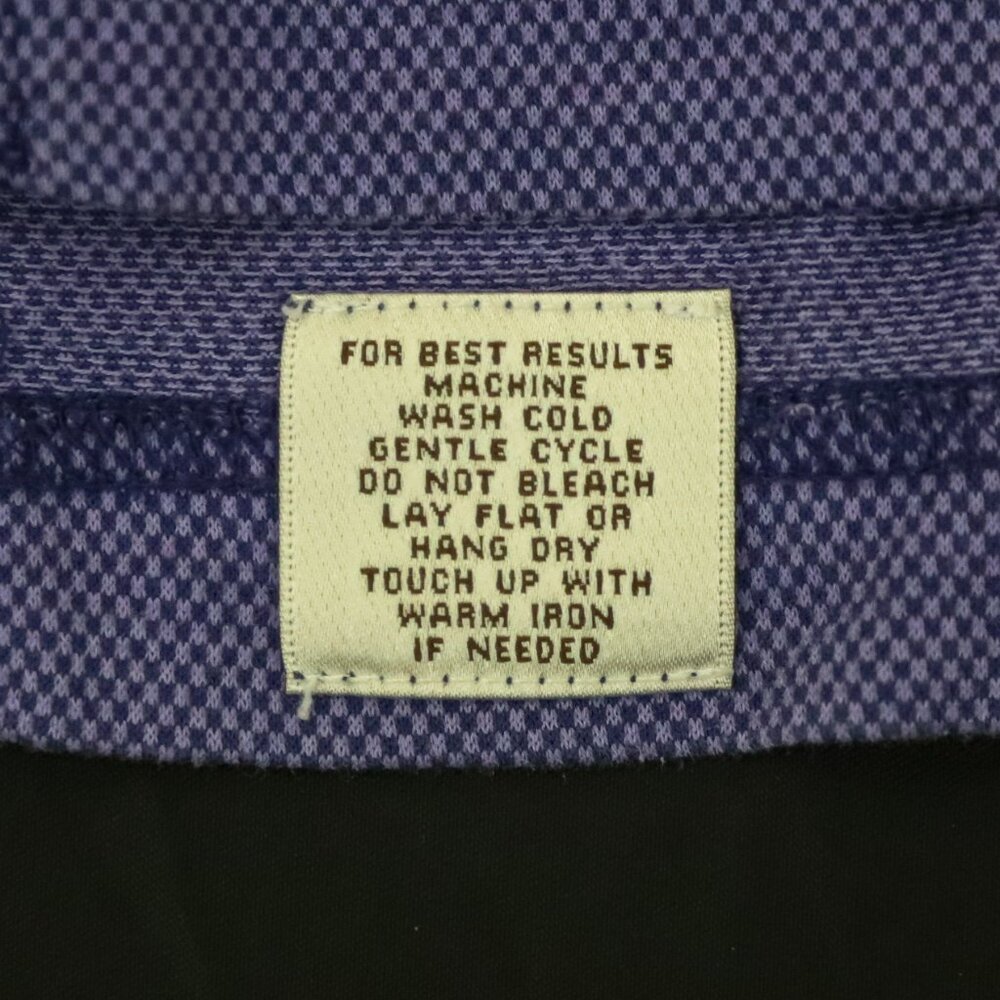 FOR BEST RESULTS
MACHINE
WASH COLD
GENTLE CYCLE
DO NOT BLEACH
LAY FLAT OR
HANG DRY
TOUCH UP WITH
WARM IRON
IF NEEDED